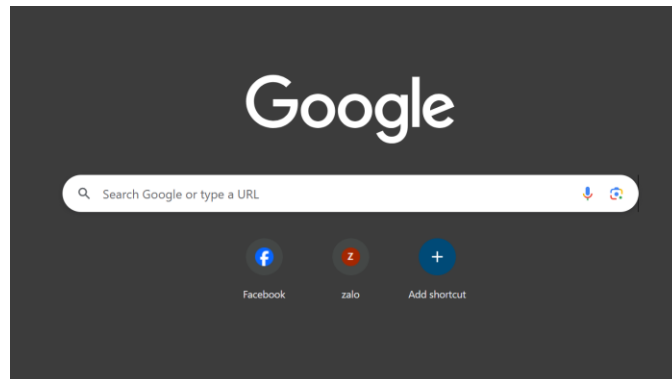 Google
Search Google or type a URL
Z
Facebook zalo Add shortcut